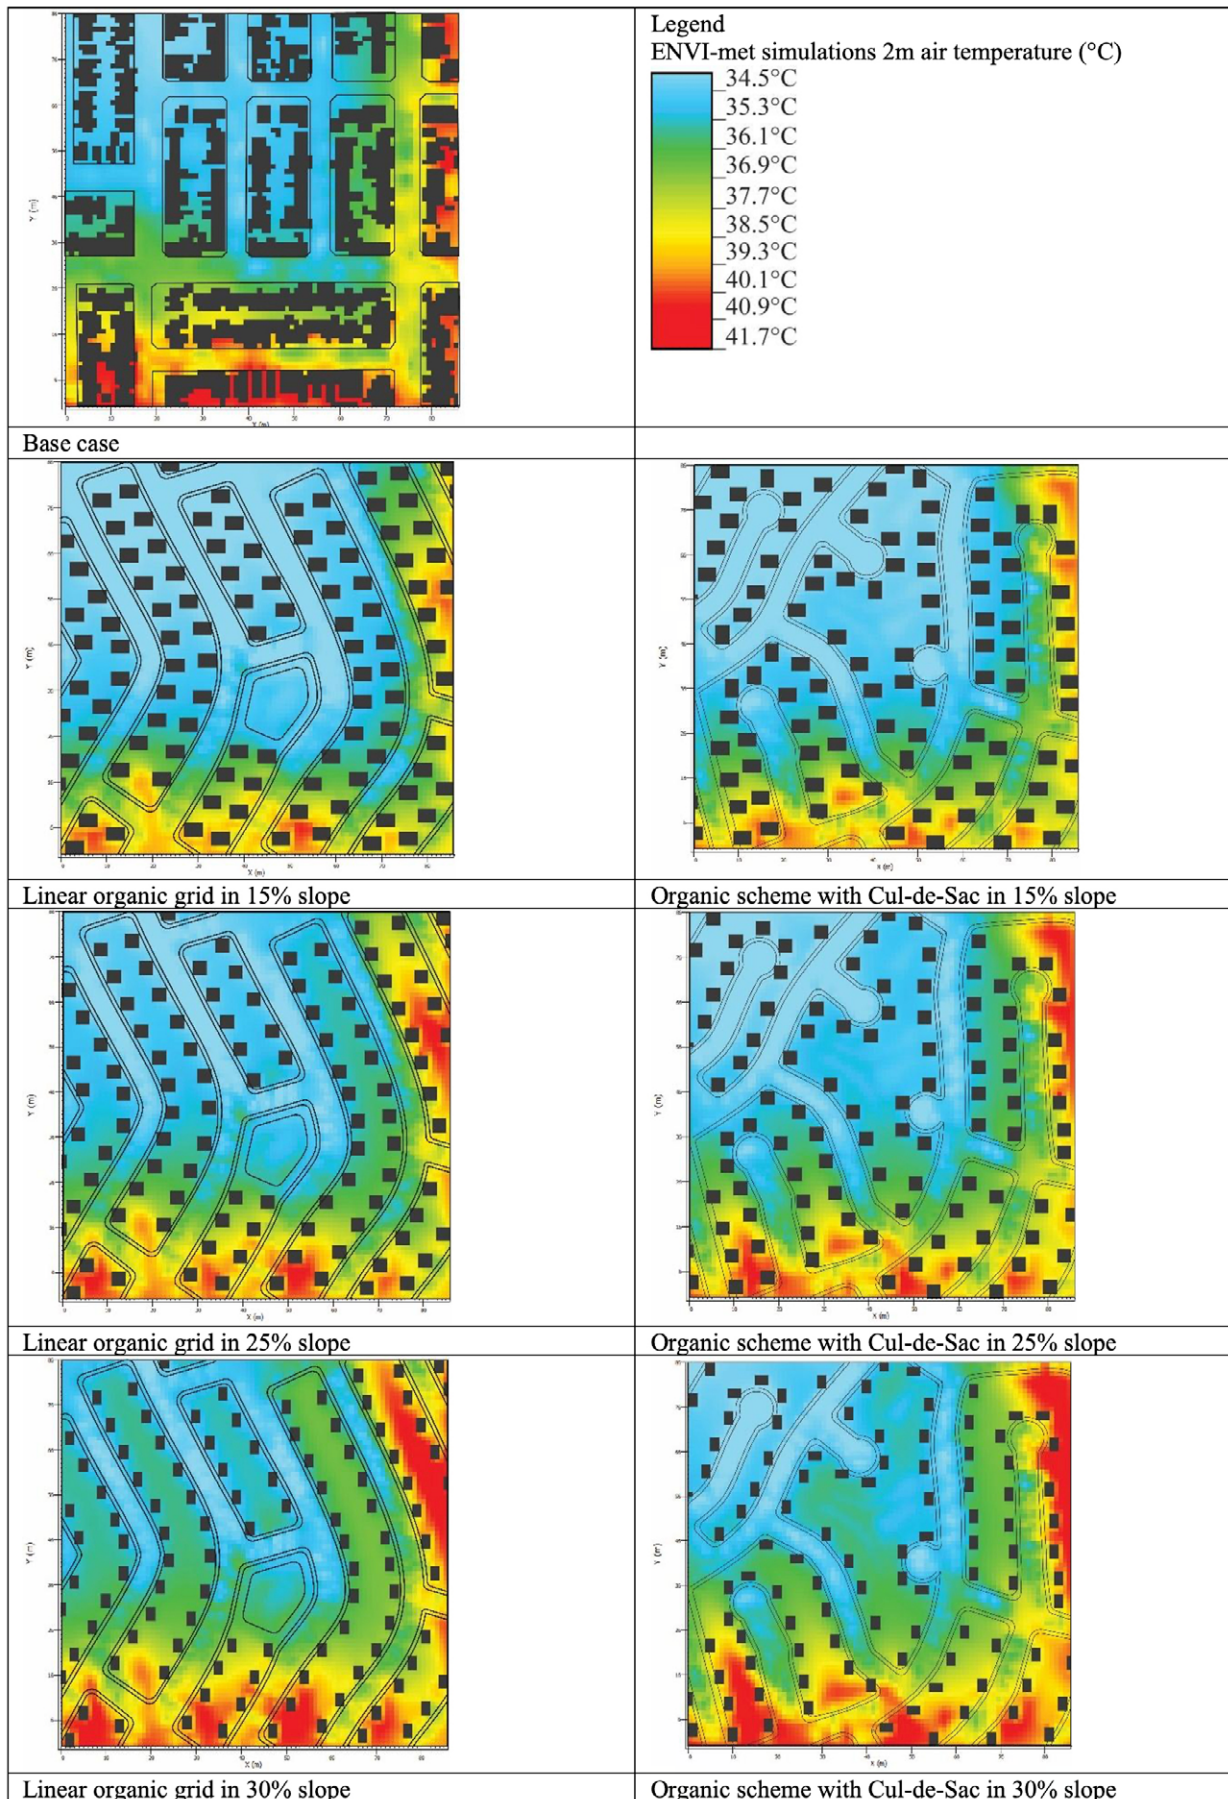 Legend
ENVI-met simulations 2m air temperature (°C)
34.5°C
35.3°C
36.1°C
36.9°C
37.7°C
38.5°C
39.3°C
40.1°C
40.9°C
41.7°C
Y (m)
X (m)
Base case
Y (m)
X (m)
Y (m)
X (m)
Linear organic grid in 15% slope
Organic scheme with Cul-de-Sac in 15% slope
Y (m)
X (m)
Y (m)
X (m)
Linear organic grid in 25% slope
Organic scheme with Cul-de-Sac in 25% slope
Y (m)
X (m)
Y (m)
X (m)
Linear organic grid in 30% slope
Organic scheme with Cul-de-Sac in 30% slope